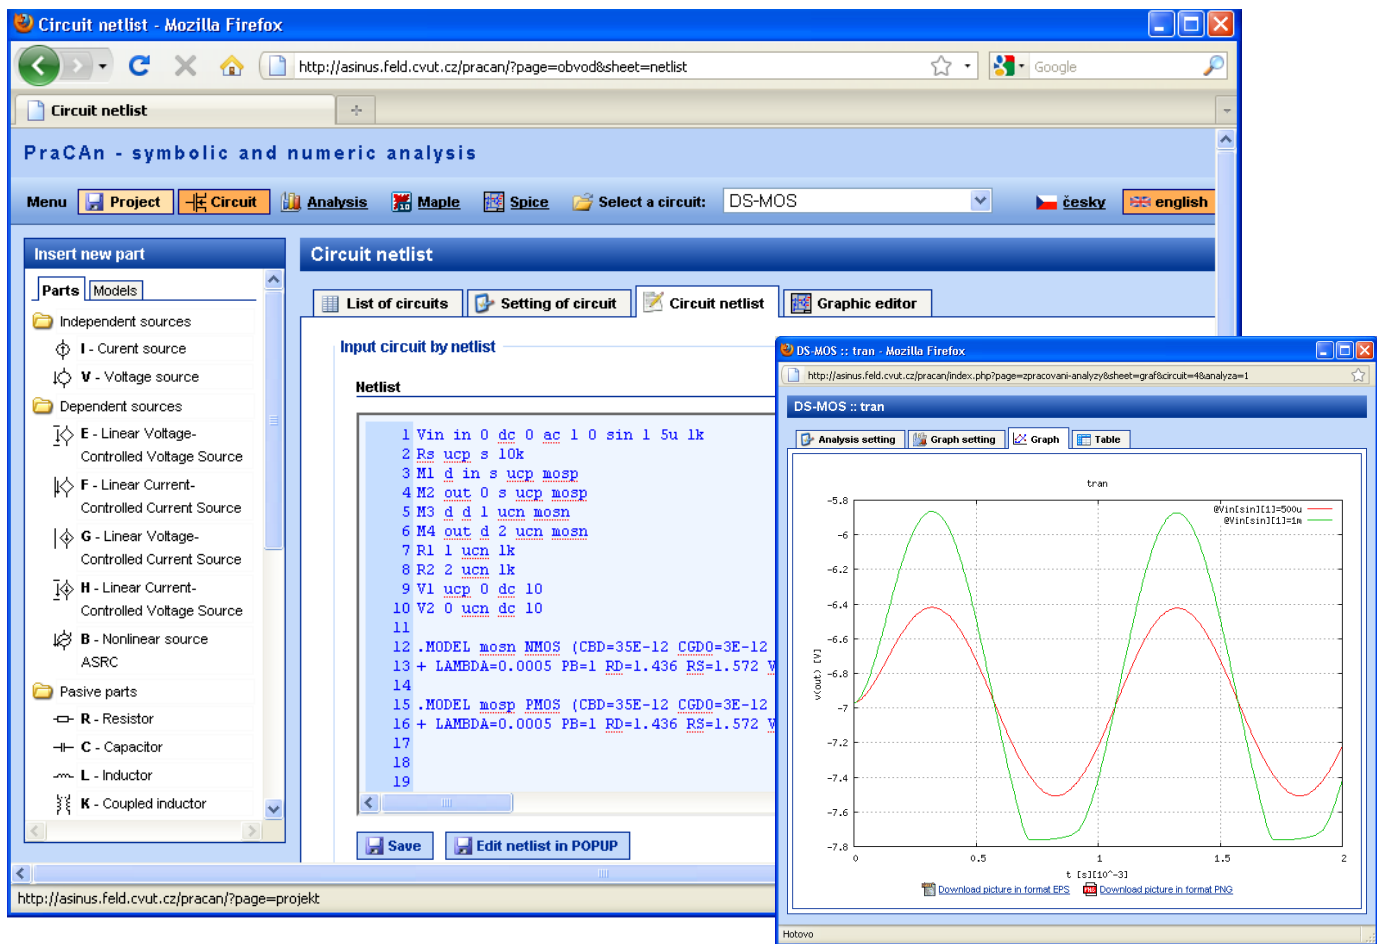 Circuit netlist - Mozilla Firefox
http://asinus.feld.cvut.cz/pracan/?page=obvod&sheet=netlist
Google
Circuit netlist
PraCAn - symbolic and numeric analysis
Menu Project Circuit Analysis Maple Spice Select a circuit: DS-MOS česky english
Insert new part
Parts Models
Independent sources
I - Curent source
V - Voltage source
Dependent sources
E - Linear Voltage-
Controlled Voltage Source
F - Linear Current-
Controlled Current Source
G - Linear Voltage-
Controlled Current Source
H - Linear Current-
Controlled Voltage Source
B - Nonlinear source
ASRC
Pasive parts
R - Resistor
C - Capacitor
L - Inductor
K - Coupled inductor
Circuit netlist
List of circuits Setting of circuit Circuit netlist Graphic editor
Input circuit by netlist
Netlist
1 Vin in 0 dc 0 ac 1 0 sin 1 5u 1k
2 Rs ucp s 10k
3 M1 d in s ucp mosp
4 M2 out 0 s ucp mosp
5 M3 d d 1 ucn mosn
6 M4 out d 2 ucn mosn
7 R1 1 ucn 1k
8 R2 2 ucn 1k
9 V1 ucp 0 dc 10
10 V2 0 ucn dc 10
11
12 .MODEL mosn NMOS (CBD=35E-12 CGDO=3E-12
13 + LAMBDA=0.0005 PB=1 RD=1.436 RS=1.572 V
14
15 .MODEL mosp PMOS (CBD=35E-12 CGDO=3E-12
16 + LAMBDA=0.0005 PB=1 RD=1.436 RS=1.572 V
17
18
19
Save Edit netlist in POPUP
http://asinus.feld.cvut.cz/pracan/?page=projekt
DS-MOS :: tran - Mozilla Firefox
http://asinus.feld.cvut.cz/pracan/index.php?page=zpracovani-analyzy&sheet=graf&circuit=4&analyza=1
DS-MOS :: tran
Analysis setting Graph setting Graph Table
tran
@Vin[sin][1]=500u
@Vin[sin][1]=1m
v(out) [V]
-5.8
-6
-6.2
-6.4
-6.6
-6.8
-7
-7.2
-7.4
-7.6
-7.8
0 0.5 1 1.5 2
t [s][10^-3]
Download picture in format EPS Download picture in format PNG
Hotovo